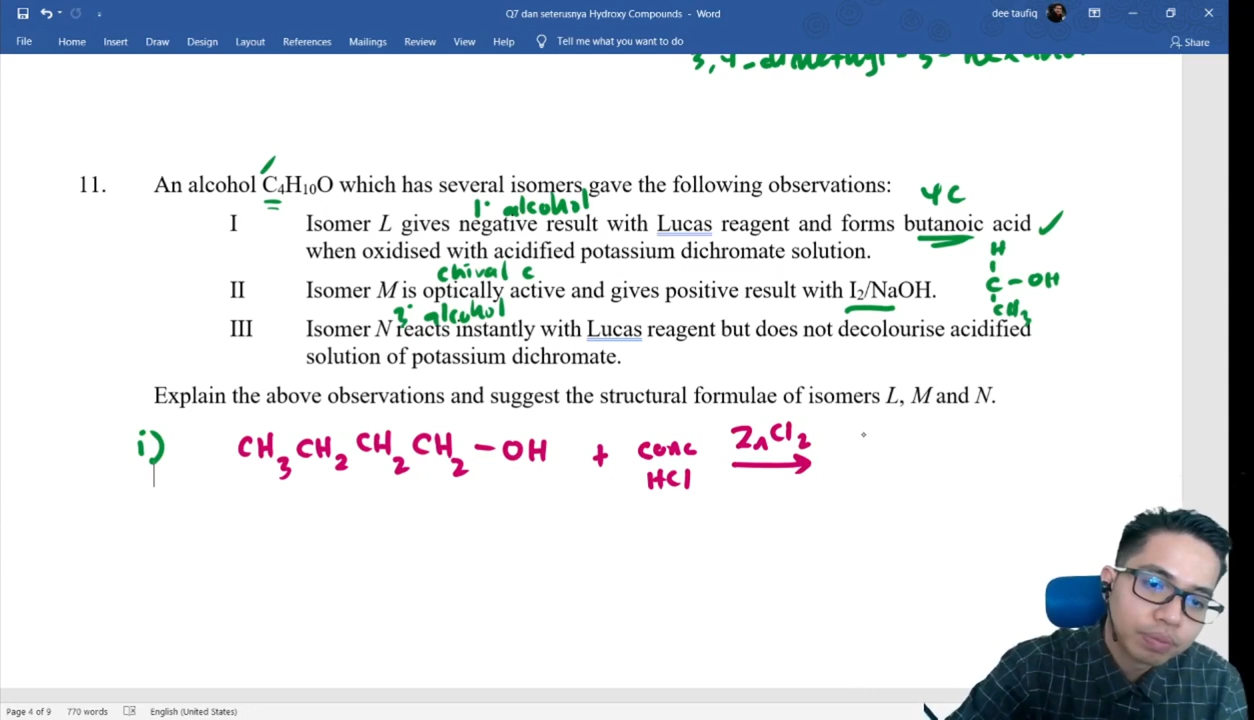 Q7 dan seterusnya Hydroxy Compounds - Word
dee taufiq
File Home Insert Draw Design Layout References Mailings Review View Help Tell me what you want to do
Share
11. An alcohol C₄H₁₀O which has several isomers gave the following observations:
4C
1° alcohol
I Isomer L gives negative result with Lucas reagent and forms butanoic acid
when oxidised with acidified potassium dichromate solution.
H
chiral c
C - OH
II Isomer M is optically active and gives positive result with I₂/NaOH.
CH₃
3° alcohol
III Isomer N reacts instantly with Lucas reagent but does not decolourise acidified
solution of potassium dichromate.
Explain the above observations and suggest the structural formulae of isomers L, M and N.
i) CH₃CH₂CH₂CH₂-OH + conc HCl ZnCl₂
Page 4 of 9 770 words English (United States)